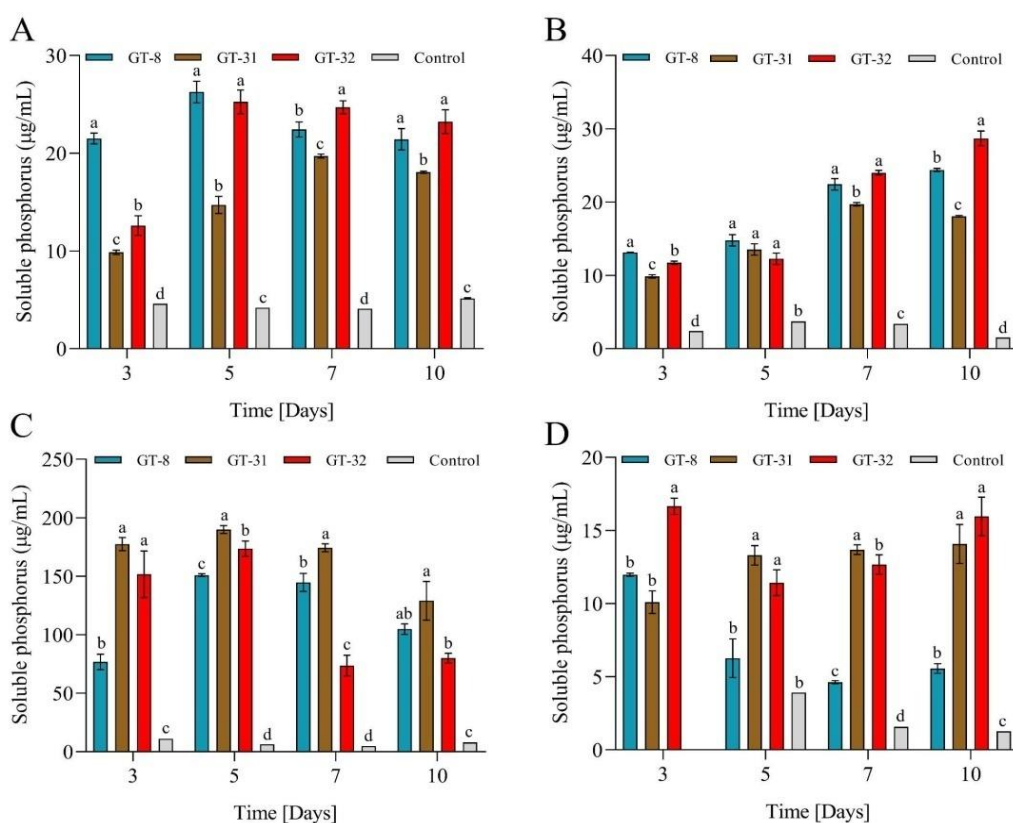 A
GT-8 GT-31 GT-32 Control
Soluble phosphorus (µg/mL)
30
20
10
0
a c b d
a b a c
b c a d
a b a c
3 5 7 10
Time [Days]
B
GT-8 GT-31 GT-32 Control
Soluble phosphorus (µg/mL)
40
30
20
10
0
a c b d
a a a b
a b a c
b c a d
3 5 7 10
Time [Days]
C
GT-8 GT-31 GT-32 Control
Soluble phosphorus (µg/mL)
250
200
150
100
50
0
b a a c
c a b d
b a c d
ab a b c
3 5 7 10
Time [Days]
D
GT-8 GT-31 GT-32 Control
Soluble phosphorus (µg/mL)
20
15
10
5
0
b b a
b a a b
c a b d
b a a c
3 5 7 10
Time [Days]